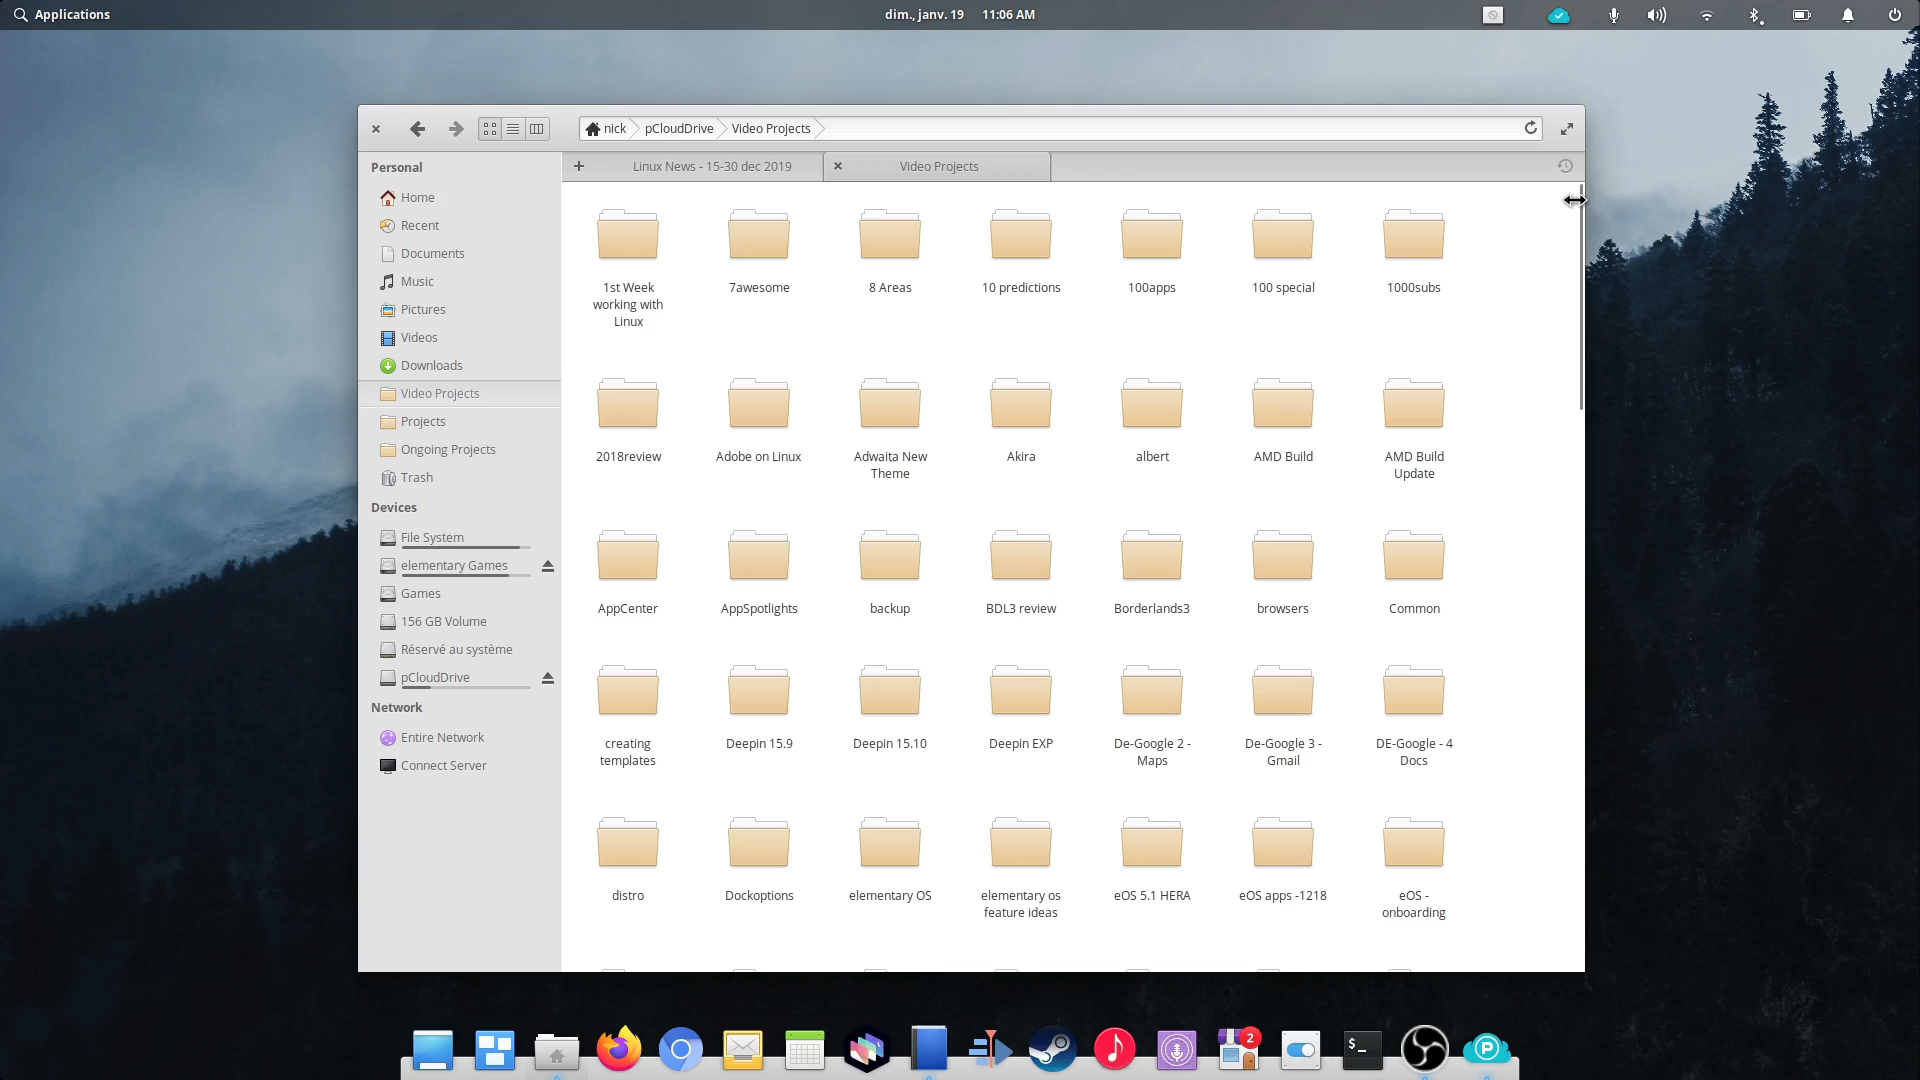 Applications
dim., janv. 19 11:06 AM
nick pCloudDrive Video Projects
Linux News - 15-30 dec 2019
Video Projects
Personal
Home
Recent
Documents
Music
Pictures
Videos
Downloads
Video Projects
Projects
Ongoing Projects
Trash
Devices
File System
elementary Games
Games
156 GB Volume
Réservé au système
pCloudDrive
Network
Entire Network
Connect Server
1st Week
working with
Linux
7awesome
8 Areas
10 predictions
100apps
100 special
1000subs
2018review
Adobe on Linux
Adwaita New
Theme
Akira
albert
AMD Build
AMD Build
Update
AppCenter
AppSpotlights
backup
BDL3 review
Borderlands3
browsers
Common
creating
templates
Deepin 15.9
Deepin 15.10
Deepin EXP
De-Google 2 -
Maps
De-Google 3 -
Gmail
DE-Google - 4
Docs
distro
Dockoptions
elementary OS
elementary os
feature ideas
eOS 5.1 HERA
eOS apps -1218
eOS -
onboarding
2
$_
P